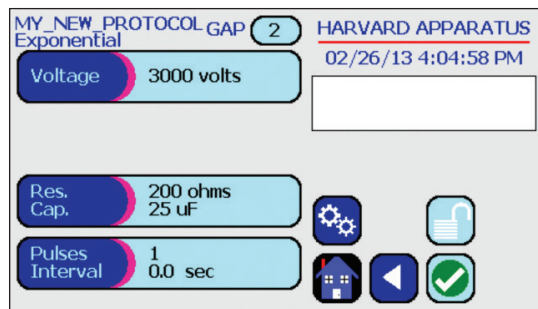 MY_NEW_PROTOCOL GAP 2
Exponential
HARVARD APPARATUS
02/26/13 4:04:58 PM
Voltage 3000 volts
Res. 200 ohms
Cap. 25 uF
Pulses 1
Interval 0.0 sec